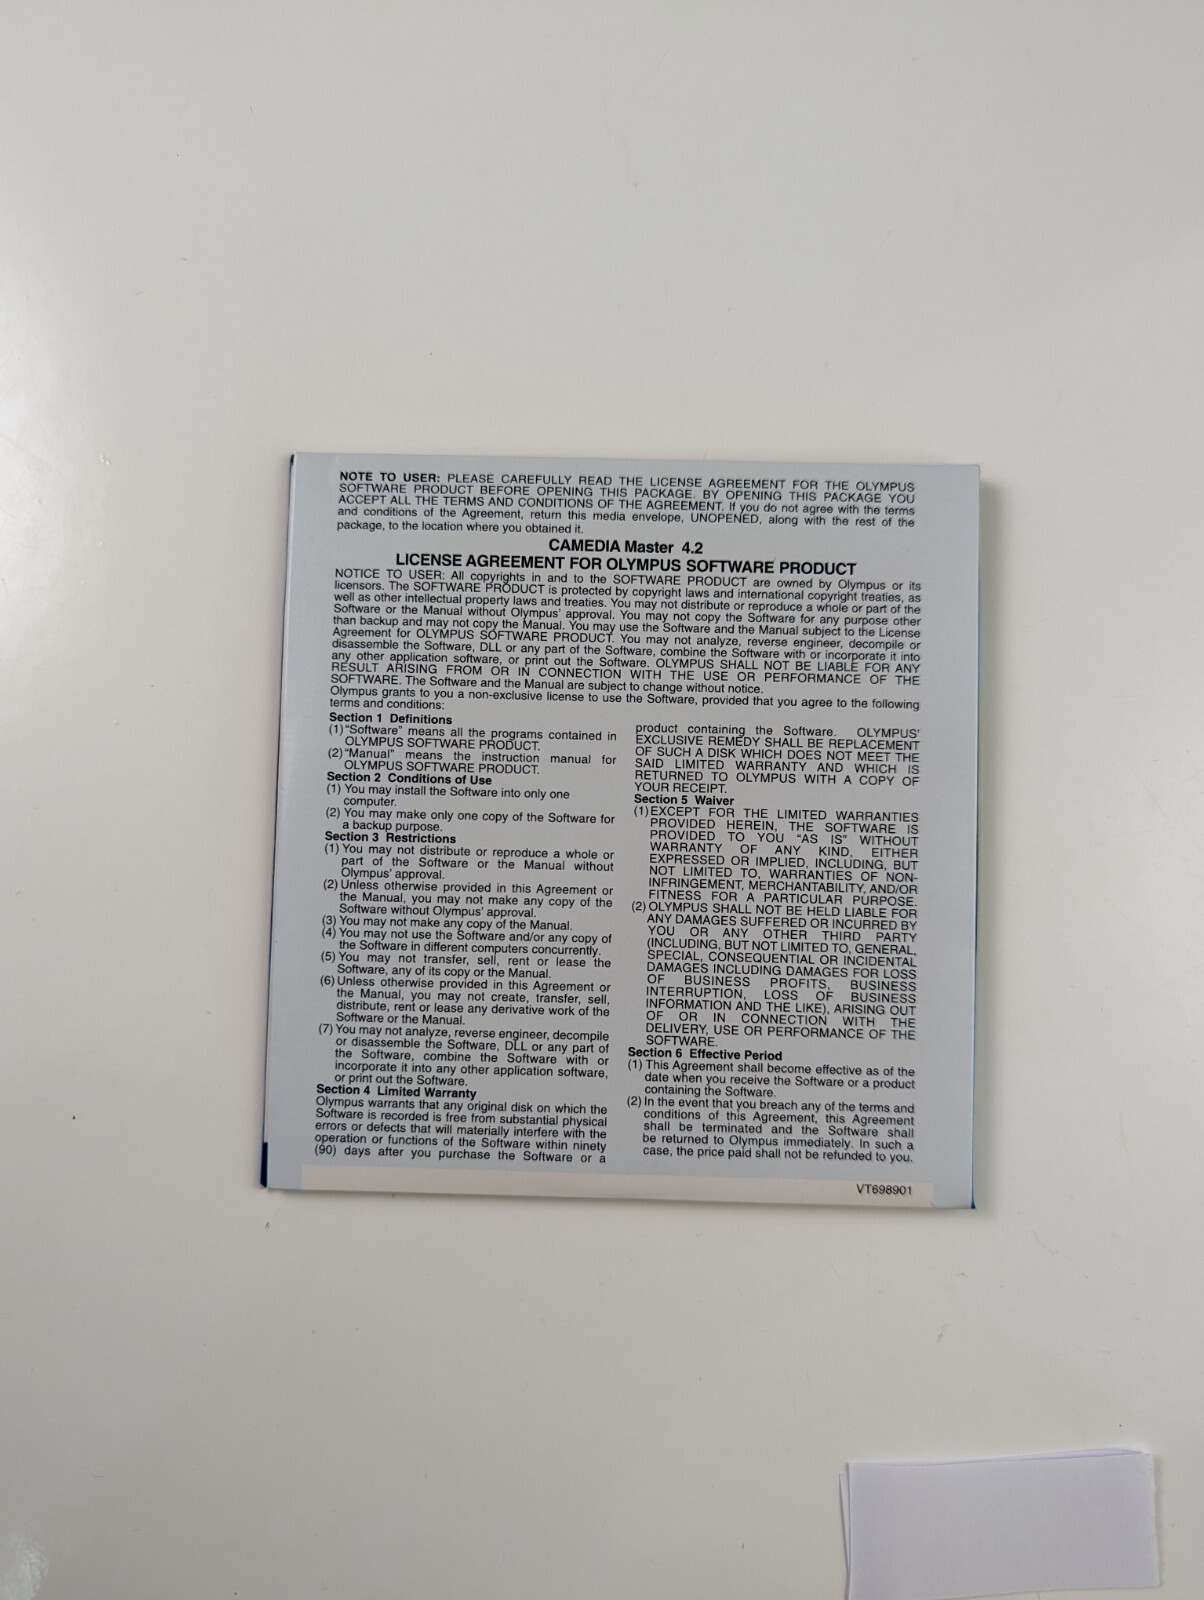 NOTE TO USER: PLEASE CAREFULLY READ THE LICENSE AGREEMENT FOR THE OLYMPUS
SOFTWARE PRODUCT BEFORE OPENING THIS PACKAGE. BY OPENING THIS PACKAGE YOU
ACCEPT ALL THE TERMS AND CONDITIONS OF THE AGREEMENT. If you do not agree with the terms
and conditions of the Agreement, return this media envelope, UNOPENED, along with the rest of the
package, to the location where you obtained it.
CAMEDIA Master 4.2
LICENSE AGREEMENT FOR OLYMPUS SOFTWARE PRODUCT
NOTICE TO USER: All copyrights in and to the SOFTWARE PRODUCT are owned by Olympus or its
licensors. The SOFTWARE PRODUCT is protected by copyright laws and international copyright treaties, as
well as other intellectual property laws and treaties. You may not distribute or reproduce a whole or part of the
Software or the Manual without Olympus' approval. You may not copy the Software for any purpose other
than backup and may not copy the Manual. You may use the Software and the Manual subject to the License
Agreement for OLYMPUS SOFTWARE PRODUCT. You may not analyze, reverse engineer, decompile or
disassemble the Software, DLL or any part of the Software, combine the Software with or incorporate it into
any other application software, or print out the Software. OLYMPUS SHALL NOT BE LIABLE FOR ANY
RESULT ARISING FROM OR IN CONNECTION WITH THE USE OR PERFORMANCE OF THE
SOFTWARE. The Software and the Manual are subject to change without notice.
Olympus grants to you a non-exclusive license to use the Software, provided that you agree to the following
terms and conditions:
Section 1 Definitions
(1) "Software" means all the programs contained in
OLYMPUS SOFTWARE PRODUCT.
(2) "Manual" means the instruction manual for
OLYMPUS SOFTWARE PRODUCT.
Section 2 Conditions of Use
(1) You may install the Software into only one
computer.
(2) You may make only one copy of the Software for
a backup purpose.
Section 3 Restrictions
(1) You may not distribute or reproduce a whole or
part of the Software or the Manual without
Olympus' approval.
(2) Unless otherwise provided in this Agreement or
the Manual, you may not make any copy of the
Software without Olympus' approval.
(3) You may not make any copy of the Manual.
(4) You may not use the Software and/or any copy of
the Software in different computers concurrently.
(5) You may not transfer, sell, rent or lease the
Software, any of its copy or the Manual.
(6) Unless otherwise provided in this Agreement or
the Manual, you may not create, transfer, sell,
distribute, rent or lease any derivative work of the
Software or the Manual.
(7) You may not analyze, reverse engineer, decompile
or disassemble the Software, DLL or any part of
the Software, combine the Software with or
incorporate it into any other application software,
or print out the Software.
Section 4 Limited Warranty
Olympus warrants that any original disk on which the
Software is recorded is free from substantial physical
errors or defects that will materially interfere with the
operation or functions of the Software within ninety
(90) days after you purchase the Software or a
product containing the Software. OLYMPUS'
EXCLUSIVE REMEDY SHALL BE REPLACEMENT
OF SUCH A DISK WHICH DOES NOT MEET THE
SAID LIMITED WARRANTY AND WHICH IS
RETURNED TO OLYMPUS WITH A COPY OF
YOUR RECEIPT.
Section 5 Waiver
(1) EXCEPT FOR THE LIMITED WARRANTIES
PROVIDED HEREIN, THE SOFTWARE IS
PROVIDED TO YOU "AS IS" WITHOUT
WARRANTY OF ANY KIND, EITHER
EXPRESSED OR IMPLIED, INCLUDING, BUT
NOT LIMITED TO, WARRANTIES OF NON-
INFRINGEMENT, MERCHANTABILITY, AND/OR
FITNESS FOR A PARTICULAR PURPOSE.
(2) OLYMPUS SHALL NOT BE HELD LIABLE FOR
ANY DAMAGES SUFFERED OR INCURRED BY
YOU OR ANY OTHER THIRD PARTY
(INCLUDING, BUT NOT LIMITED TO, GENERAL,
SPECIAL, CONSEQUENTIAL OR INCIDENTAL
DAMAGES INCLUDING DAMAGES FOR LOSS
OF BUSINESS PROFITS, BUSINESS
INTERRUPTION, LOSS OF BUSINESS
INFORMATION AND THE LIKE), ARISING OUT
OF OR IN CONNECTION WITH THE
DELIVERY, USE OR PERFORMANCE OF THE
SOFTWARE.
Section 6 Effective Period
(1) This Agreement shall become effective as of the
date when you receive the Software or a product
containing the Software.
(2) In the event that you breach any of the terms and
conditions of this Agreement, this Agreement
shall be terminated and the Software shall
be returned to Olympus immediately. In such a
case, the price paid shall not be refunded to you.
VT698901